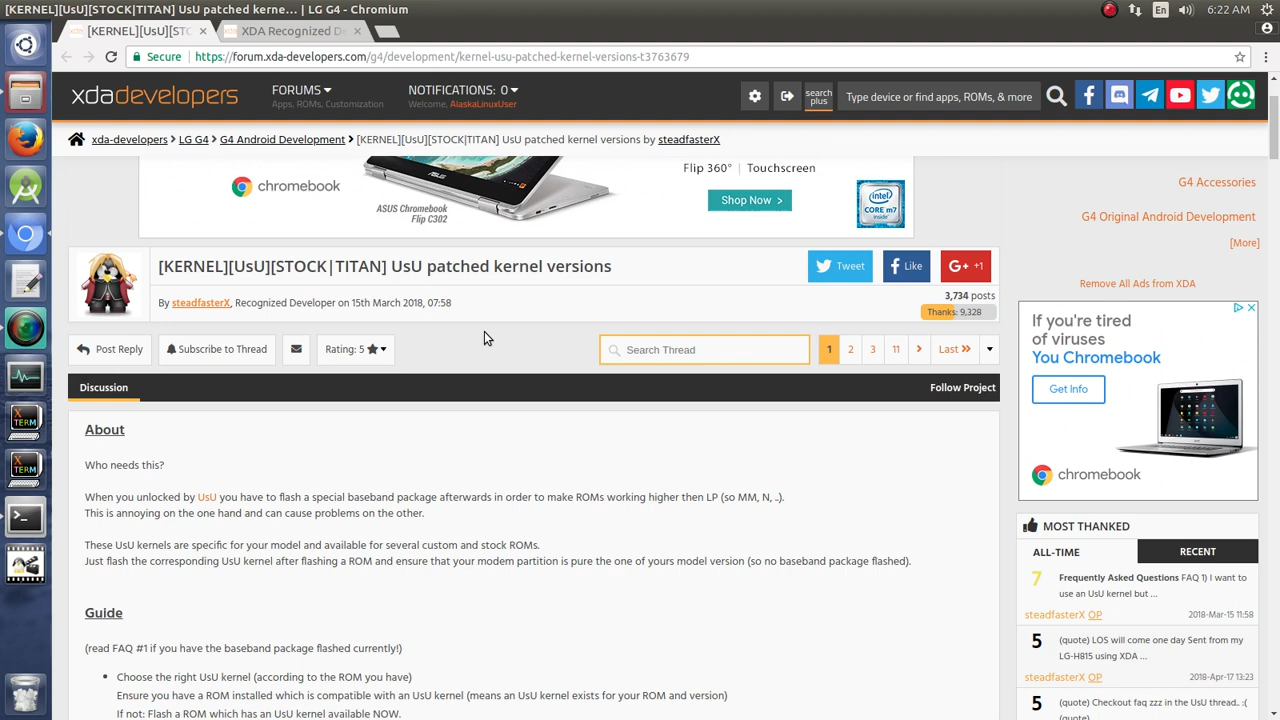 [KERNEL][UsU][STOCK|TITAN] UsU patched kerne... | LG G4 - Chromium
En
6:22 AM
[KERNEL][UsU][STC
XDA Recognized D
Secure
https://forum.xda-developers.com/g4/development/kernel-usu-patched-kernel-versions-t3763679
xdadevelopers
FORUMS
Apps, ROMs, Customization
NOTIFICATIONS: 0
Welcome, AlaskaLinuxUser
search plus
Type device or find apps, ROMs, & more
xda-developers
LG G4
G4 Android Development
[KERNEL][UsU][STOCK|TITAN] UsU patched kernel versions by steadfasterX
chromebook
ASUS Chromebook
Flip C302
Flip 360° | Touchscreen
Shop Now >
intel
CORE m7
inside
G4 Accessories
G4 Original Android Development
[More]
[KERNEL][UsU][STOCK|TITAN] UsU patched kernel versions
By steadfasterX, Recognized Developer on 15th March 2018, 07:58
Tweet
Like
G+ +1
3,734 posts
Thanks: 9,328
Remove All Ads from XDA
Post Reply
Subscribe to Thread
Rating: 5
Search Thread
1 2 3 11
Last
Discussion
Follow Project
If you're tired
of viruses
You Chromebook
Get Info
chromebook
About
Who needs this?
When you unlocked by UsU you have to flash a special baseband package afterwards in order to make ROMs working higher then LP (so MM, N, ..).
This is annoying on the one hand and can cause problems on the other.
These UsU kernels are specific for your model and available for several custom and stock ROMs.
Just flash the corresponding UsU kernel after flashing a ROM and ensure that your modem partition is pure the one of yours model version (so no baseband package flashed).
Guide
(read FAQ #1 if you have the baseband package flashed currently!)
• Choose the right UsU kernel (according to the ROM you have)
Ensure you have a ROM installed which is compatible with an UsU kernel (means an UsU kernel exists for your ROM and version)
If not: Flash a ROM which has an UsU kernel available NOW.
MOST THANKED
ALL-TIME
RECENT
7
Frequently Asked Questions FAQ 1) I want to
use an UsU kernel but ...
steadfasterX OP
2018-Mar-15 11:58
5
(quote) LOS will come one day Sent from my
LG-H815 using XDA ...
steadfasterX OP
2018-Apr-17 13:23
5
(quote) Checkout faq zzz in the UsU thread.. :(
X
TERM
X
TERM